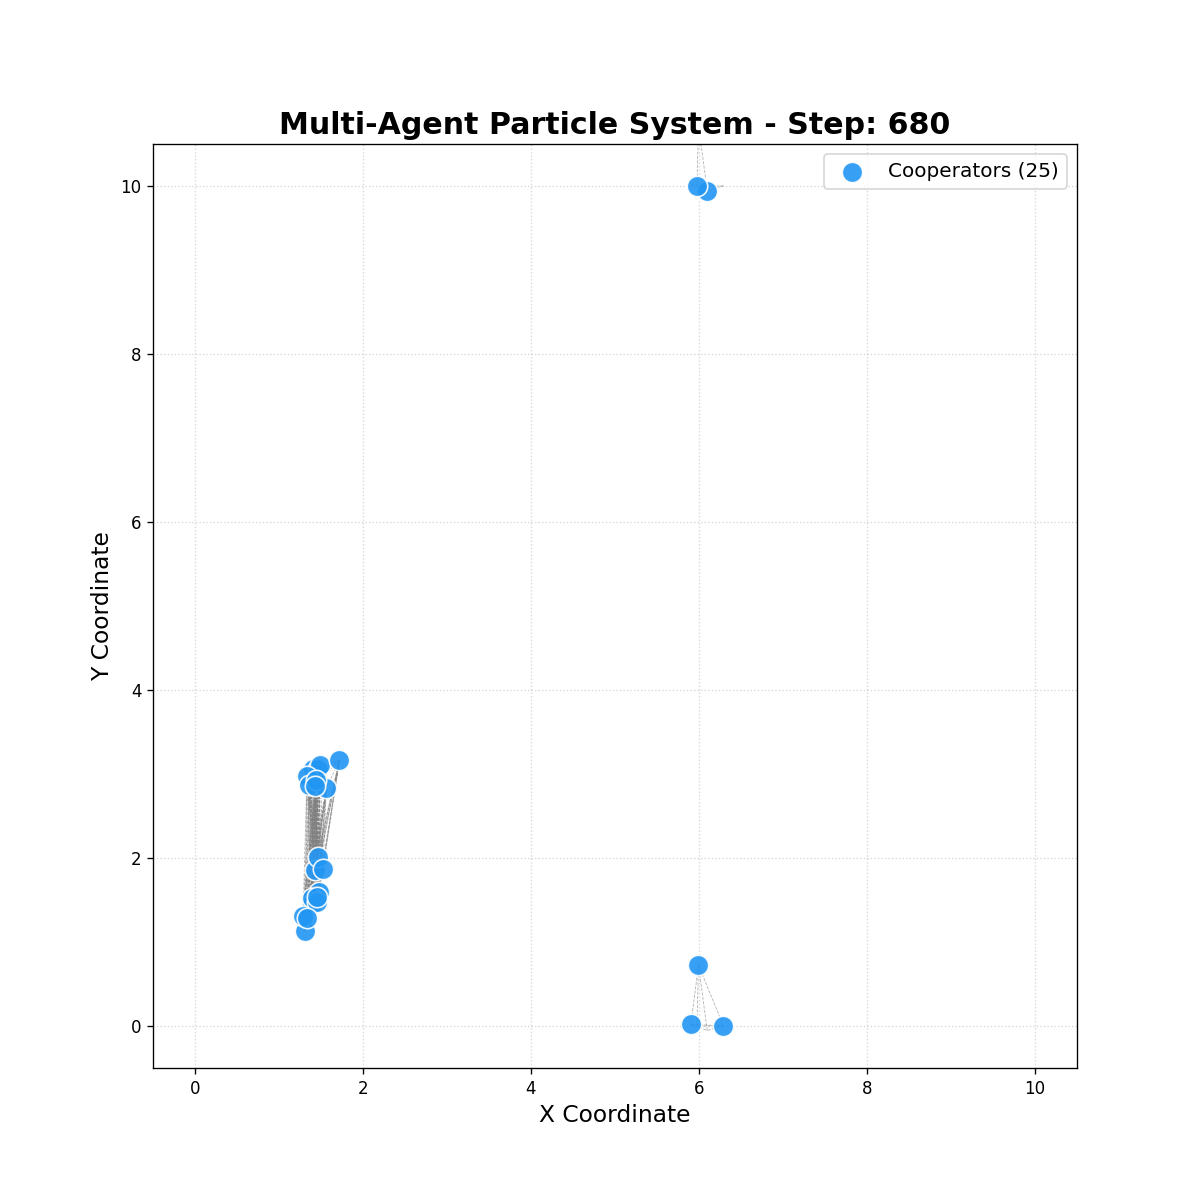 Multi-Agent Particle System - Step: 680
Cooperators (25)
10
8
6
4
2
0
Y Coordinate
0 2 4 6 8 10
X Coordinate